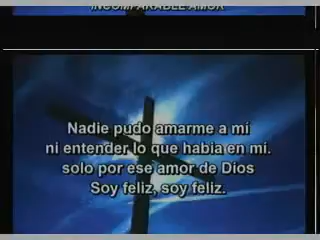 INCOMPARABLE AMOR
Nadie pudo amarme a mi
ni entender lo que habia en mi.
solo por ese amor de Dios
Soy feliz, soy feliz.